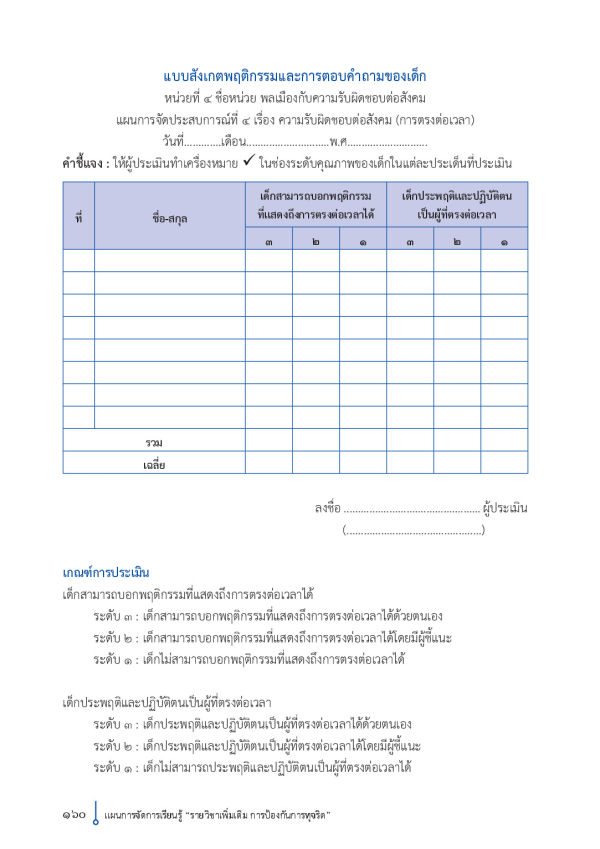 แบบสังเกตพฤติกรรมและการตอบคำถามของเด็ก
หน่วยที่ ๔ ชื่อหน่วย พลเมืองกับความรับผิดชอบต่อสังคม
แผนการจัดประสบการณ์ที่ ๔ เรื่อง ความรับผิดชอบต่อสังคม (การตรงต่อเวลา)
วันที่.............เดือน.............................พ.ศ............................
คำชี้แจง : ให้ผู้ประเมินทำเครื่องหมาย ✓ ในช่องระดับคุณภาพของเด็กในแต่ละประเด็นที่ประเมิน
ที่ ชื่อ-สกุล เด็กสามารถบอกพฤติกรรม เด็กประพฤติและปฏิบัติตน
ที่แสดงถึงการตรงต่อเวลาได้ เป็นผู้ที่ตรงต่อเวลา
๓ ๒ ๑ ๓ ๒ ๑
รวม
เฉลี่ย
ลงชื่อ ................................................ ผู้ประเมิน
(...............................................)
เกณฑ์การประเมิน
เด็กสามารถบอกพฤติกรรมที่แสดงถึงการตรงต่อเวลาได้
ระดับ ๓ : เด็กสามารถบอกพฤติกรรมที่แสดงถึงการตรงต่อเวลาได้ด้วยตนเอง
ระดับ ๒ : เด็กสามารถบอกพฤติกรรมที่แสดงถึงการตรงต่อเวลาได้โดยมีผู้ชี้แนะ
ระดับ ๑ : เด็กไม่สามารถบอกพฤติกรรมที่แสดงถึงการตรงต่อเวลาได้
เด็กประพฤติและปฏิบัติตนเป็นผู้ที่ตรงต่อเวลา
ระดับ ๓ : เด็กประพฤติและปฏิบัติตนเป็นผู้ที่ตรงต่อเวลาได้ด้วยตนเอง
ระดับ ๒ : เด็กประพฤติและปฏิบัติตนเป็นผู้ที่ตรงต่อเวลาได้โดยมีผู้ชี้แนะ
ระดับ ๑ : เด็กไม่สามารถประพฤติและปฏิบัติตนเป็นผู้ที่ตรงต่อเวลาได้
๑๖๐ แผนการจัดการเรียนรู้ “รายวิชาเพิ่มเติม การป้องกันการทุจริต”